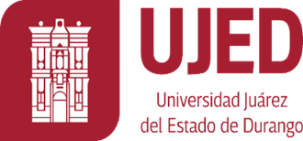 UJED
Universidad Juárez
del Estado de Durango